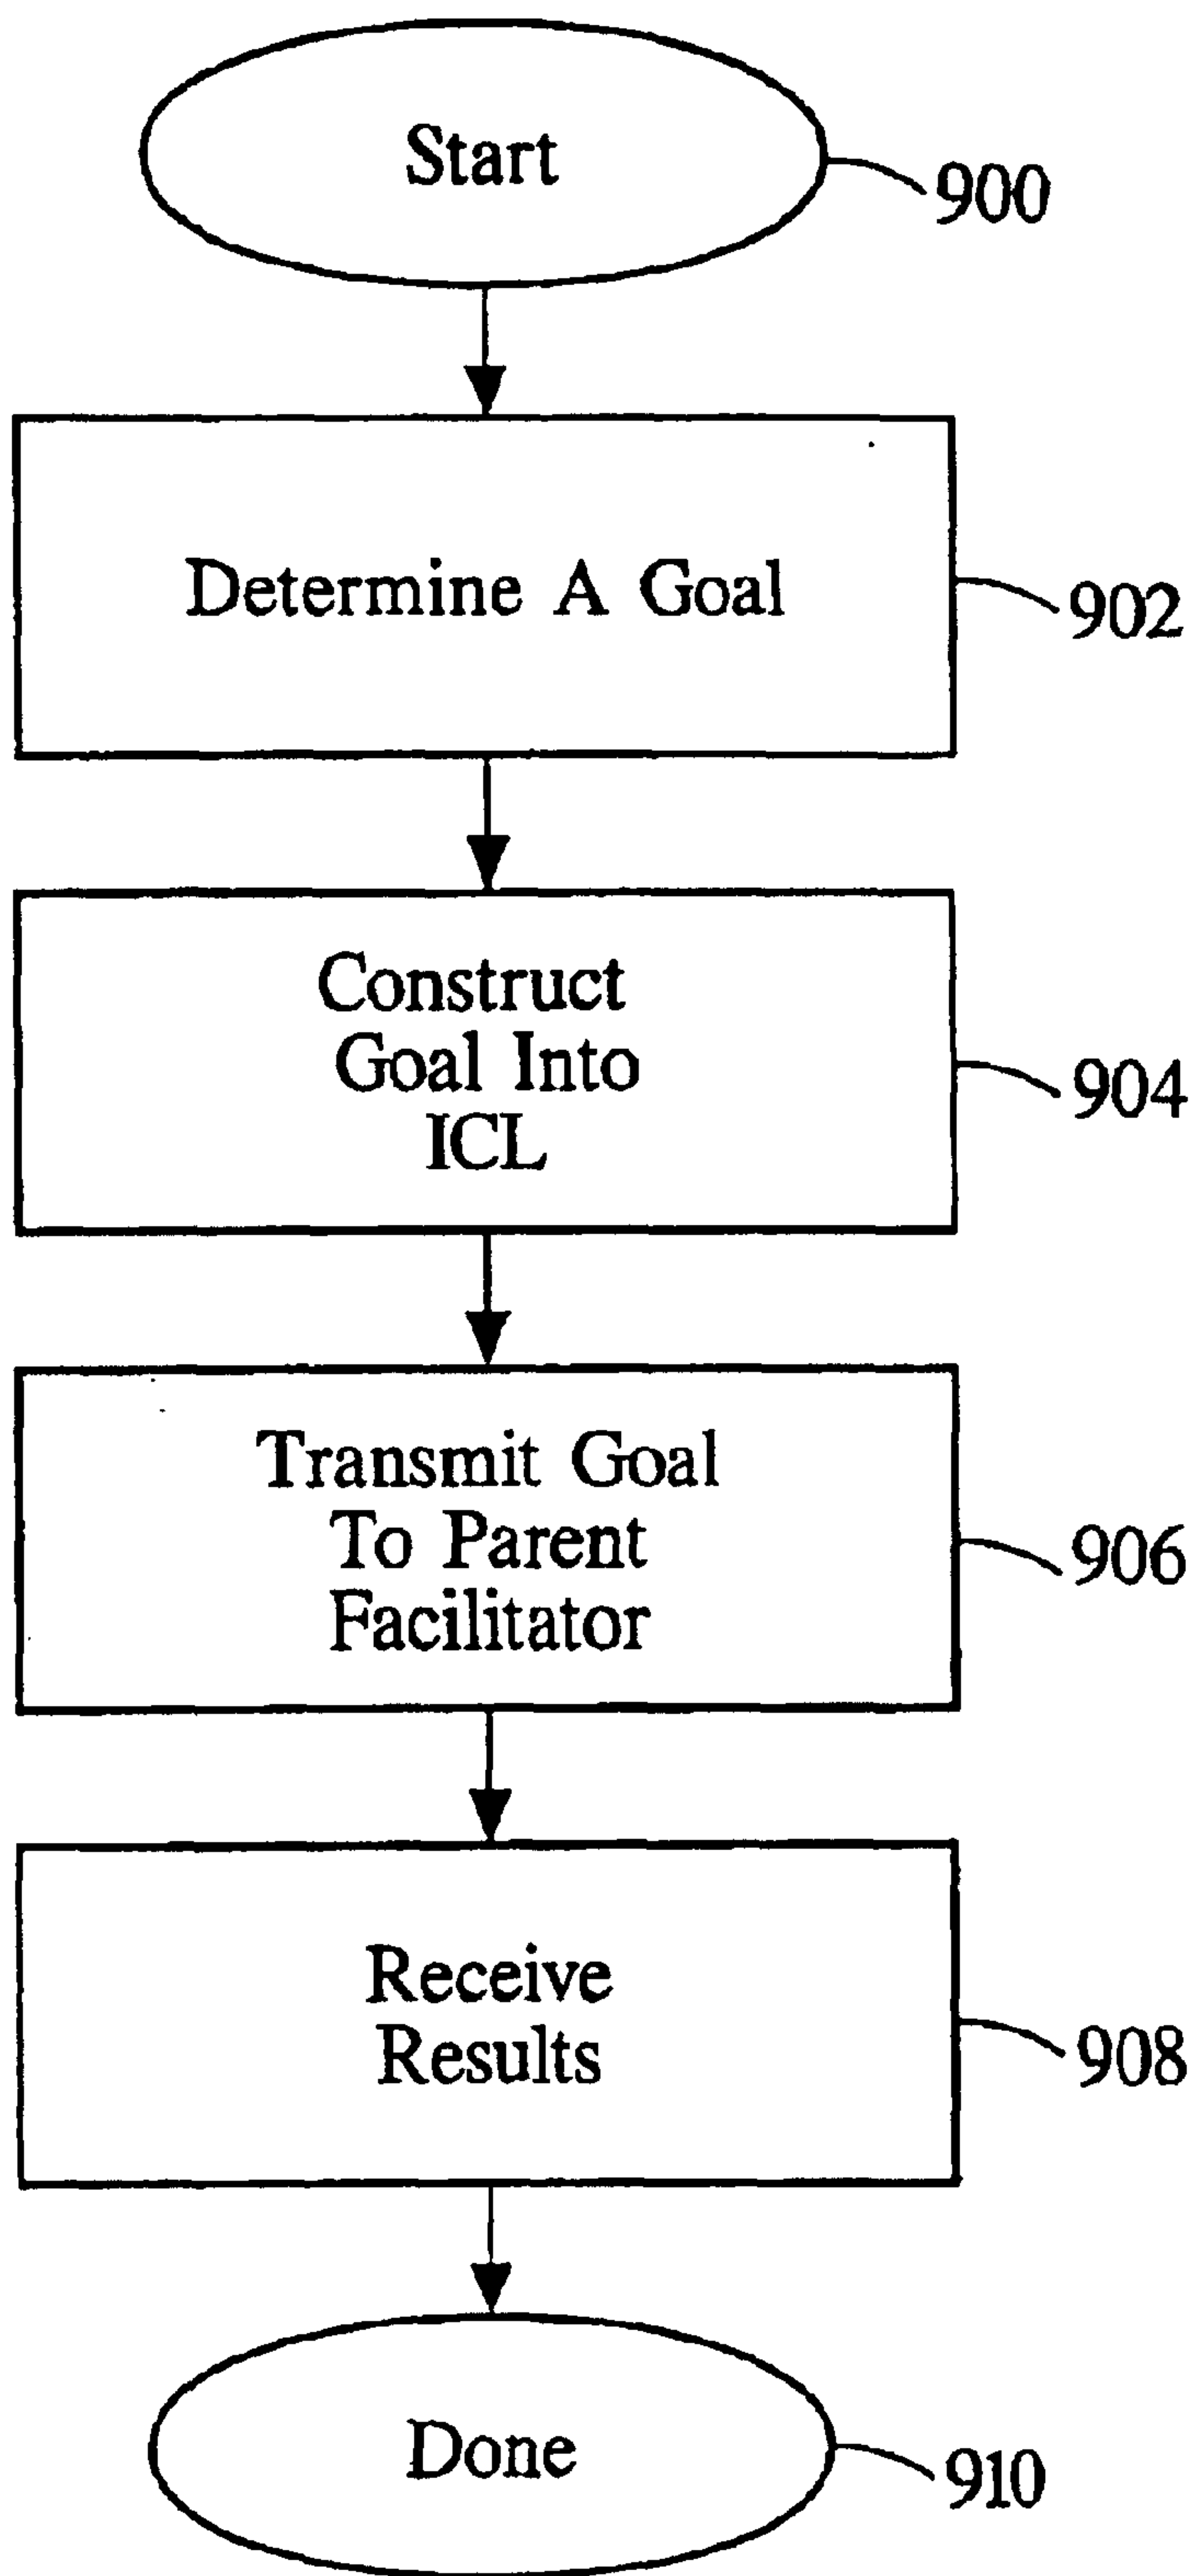 Start
900
Determine A Goal
902
Construct
Goal Into
ICL
904
Transmit Goal
To Parent
Facilitator
906
Receive
Results
908
Done
910